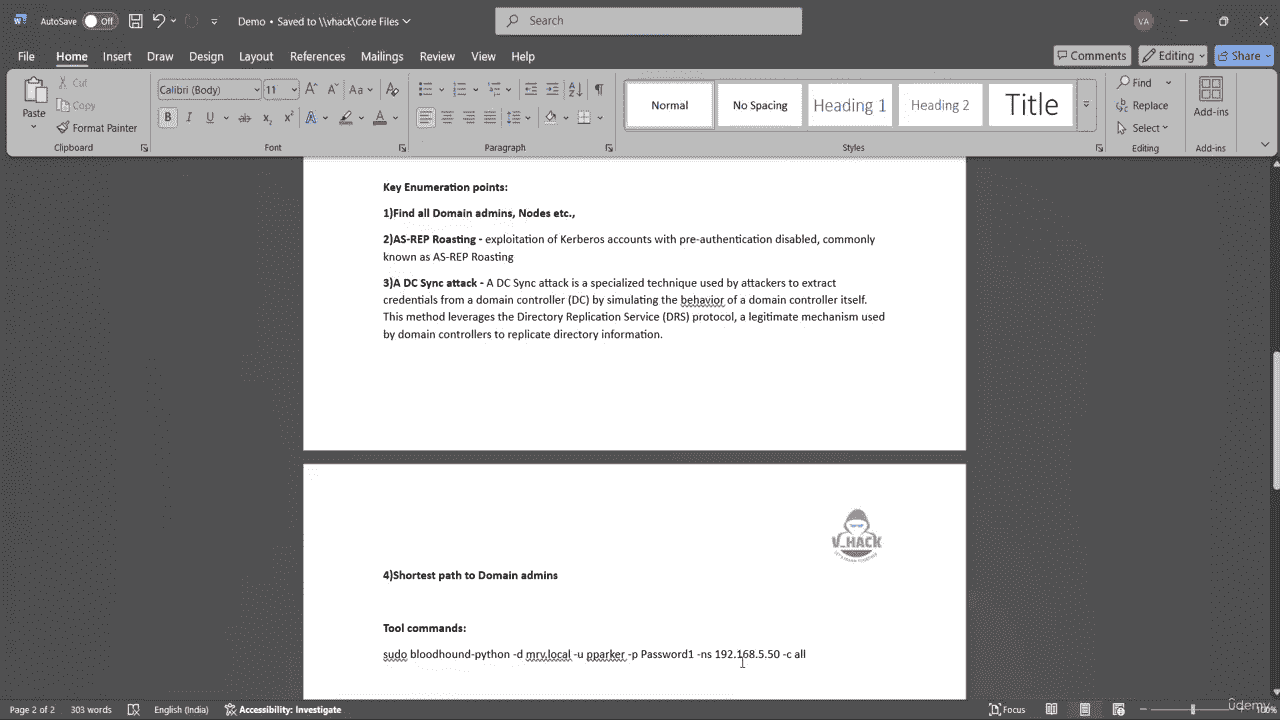 AutoSave Off Demo • Saved to \\vhack\Core Files Search VA
File Home Insert Draw Design Layout References Mailings Review View Help Comments Editing Share
Paste Cut Copy Format Painter Calibri (Body) 11 Normal No Spacing Heading 1 Heading 2 Title Find Replace Select Add-ins
Clipboard Font Paragraph Styles Editing Add-ins
Key Enumeration points:
1)Find all Domain admins, Nodes etc.,
2)AS-REP Roasting - exploitation of Kerberos accounts with pre-authentication disabled, commonly
known as AS-REP Roasting
3)A DC Sync attack - A DC Sync attack is a specialized technique used by attackers to extract
credentials from a domain controller (DC) by simulating the behavior of a domain controller itself.
This method leverages the Directory Replication Service (DRS) protocol, a legitimate mechanism used
by domain controllers to replicate directory information.
V_HACK
4)Shortest path to Domain admins
Tool commands:
sudo bloodhound-python -d mrv.local -u pparker -p Password1 -ns 192.168.5.50 -c all
Page 2 of 2 303 words English (India) Accessibility: Investigate Focus